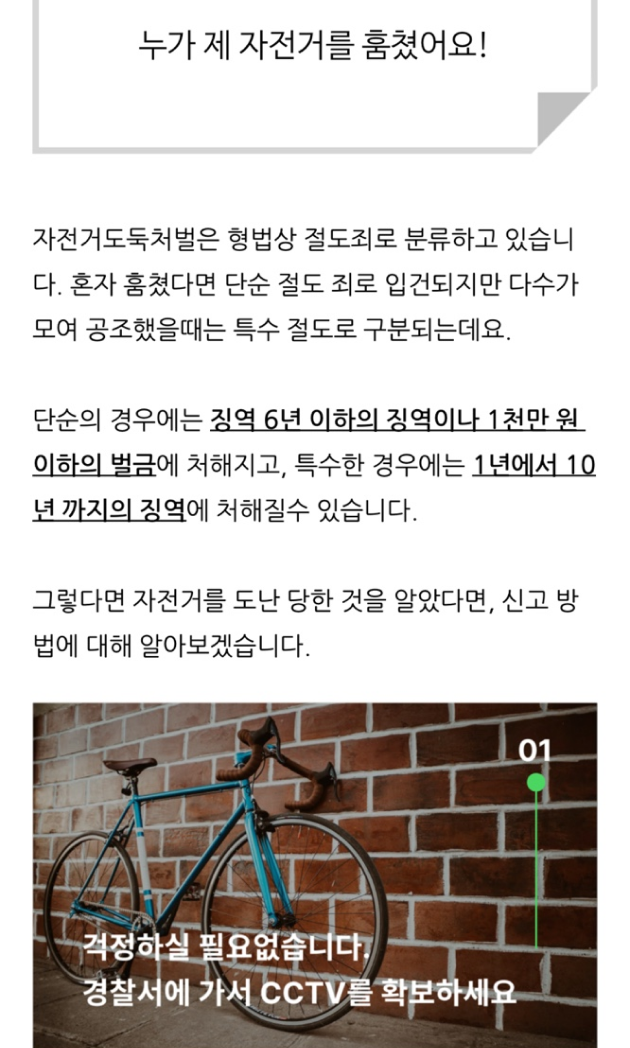 누가 제 자전거를 훔쳤어요!
자전거도둑처벌은 형법상 절도죄로 분류하고 있습니
다. 혼자 훔쳤다면 단순 절도 죄로 입건되지만 다수가
모여 공조했을때는 특수 절도로 구분되는데요.
단순의 경우에는 징역 6년 이하의 징역이나 1천만 원
이하의 벌금에 처해지고, 특수한 경우에는 1년에서 10
년 까지의 징역에 처해질수 있습니다.
그렇다면 자전거를 도난 당한 것을 알았다면, 신고 방
법에 대해 알아보겠습니다.
01
걱정하실 필요없습니다.
경찰서에 가서 CCTV를 확보하세요